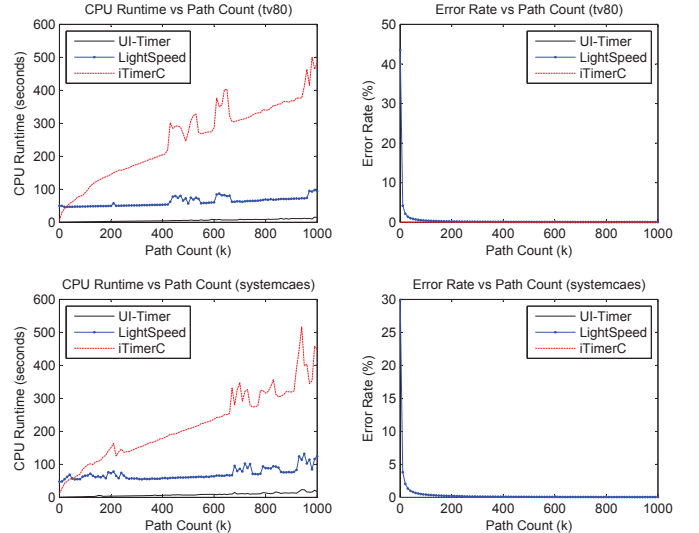 CPU Runtime vs Path Count (tv80)
600
500
400
300
200
100
0
CPU Runtime (seconds)
UI-Timer
LightSpeed
iTimerC
0 200 400 600 800 1000
Path Count (k)
Error Rate vs Path Count (tv80)
50
40
30
20
10
0
Error Rate (%)
UI-Timer
LightSpeed
iTimerC
0 200 400 600 800 1000
Path Count (k)
CPU Runtime vs Path Count (systemcaes)
600
500
400
300
200
100
0
CPU Runtime (seconds)
UI-Timer
LightSpeed
iTimerC
0 200 400 600 800 1000
Path Count (k)
Error Rate vs Path Count (systemcaes)
30
25
20
15
10
5
0
Error Rate (%)
UI-Timer
LightSpeed
iTimerC
0 200 400 600 800 1000
Path Count (k)